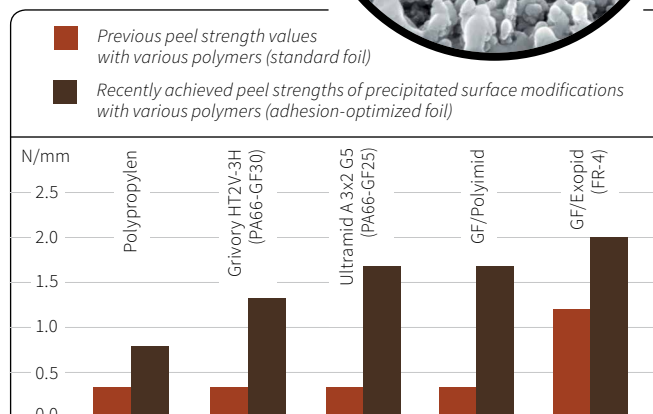 Previous peel strength values
with various polymers (standard foil)
Recently achieved peel strengths of precipitated surface modifications
with various polymers (adhesion-optimized foil)
N/mm
Polypropylen
Grivory HT2V-3H
(PA66-GF30)
Ultramid A 3x2 G5
(PA66-GF25)
GF/Polyimid
GF/Exopid
(FR-4)
2.5
2.0
1.5
1.0
0.5
0.0